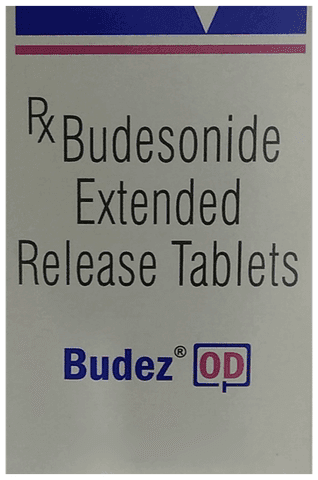 Rx Budesonide
Extended
Release Tablets
Budez® OD